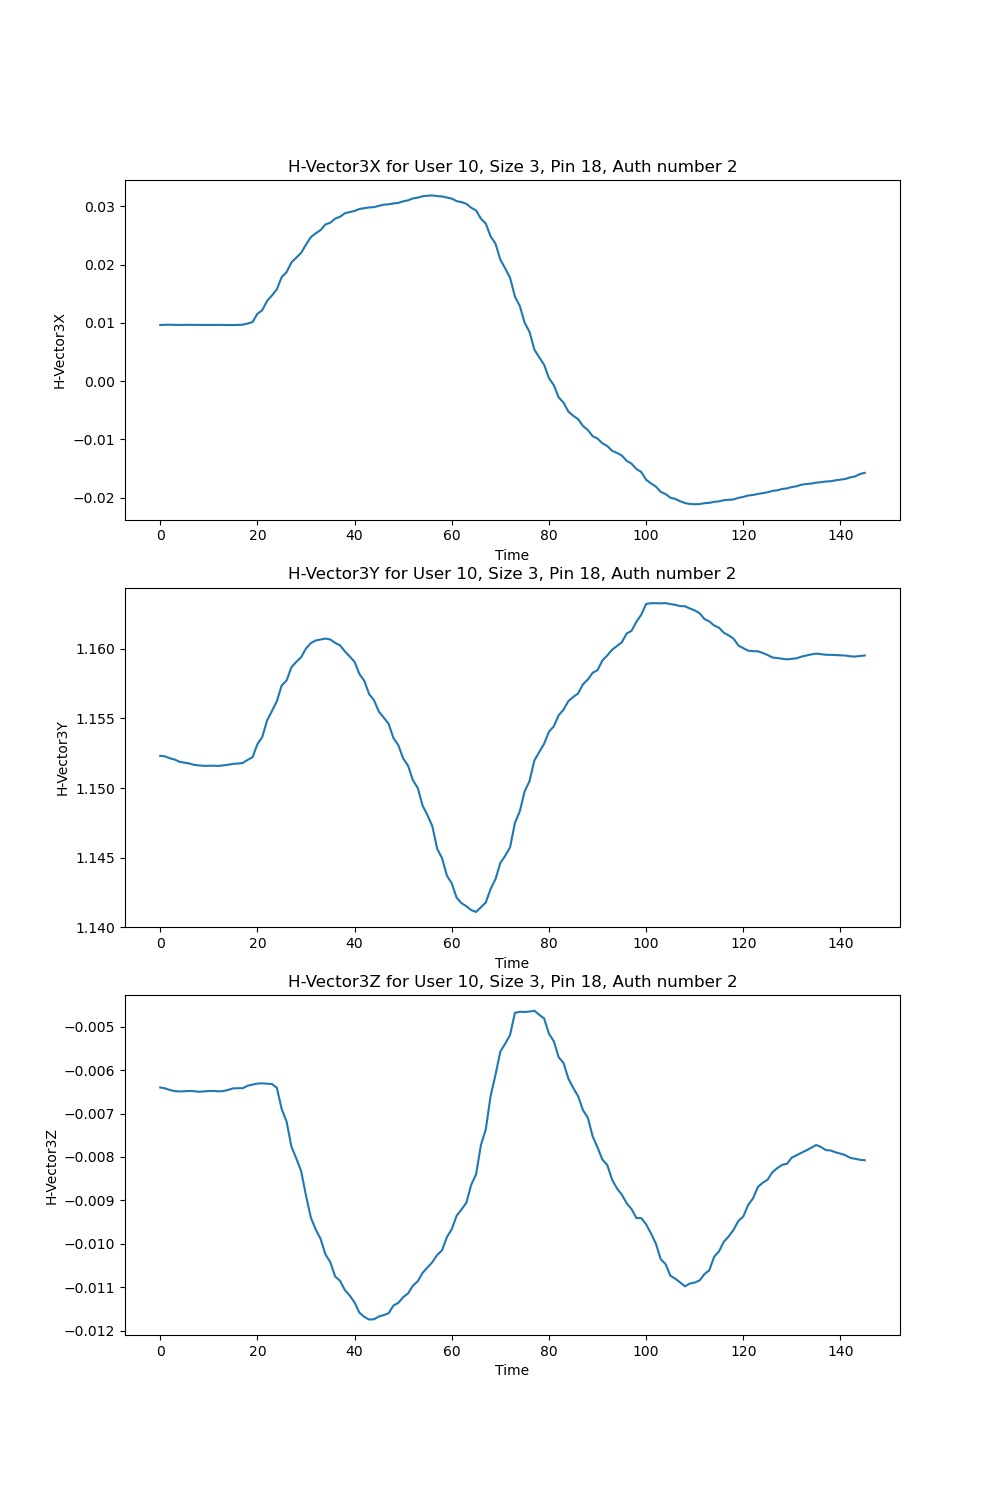 H-Vector3X for User 10, Size 3, Pin 18, Auth number 2
0.03
0.02
0.01
0.00
−0.01
−0.02
H-Vector3X
0 20 40 60 80 100 120 140
Time
H-Vector3Y for User 10, Size 3, Pin 18, Auth number 2
1.160
1.155
1.150
1.145
1.140
H-Vector3Y
0 20 40 60 80 100 120 140
Time
H-Vector3Z for User 10, Size 3, Pin 18, Auth number 2
−0.005
−0.006
−0.007
−0.008
−0.009
−0.010
−0.011
−0.012
H-Vector3Z
0 20 40 60 80 100 120 140
Time